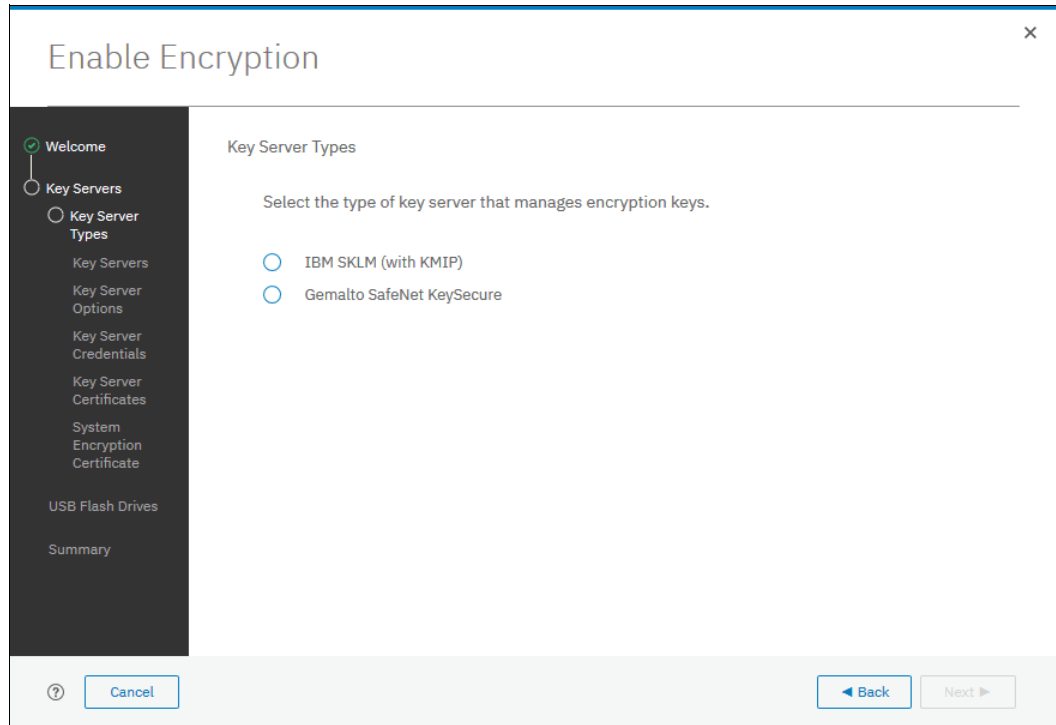 Enable Encryption
Welcome
Key Servers
Key Server
Types
Key Servers
Key Server
Options
Key Server
Credentials
Key Server
Certificates
System
Encryption
Certificate
USB Flash Drives
Summary
Key Server Types
Select the type of key server that manages encryption keys.
IBM SKLM (with KMIP)
Gemalto SafeNet KeySecure
?
Cancel
◀ Back
Next ▶